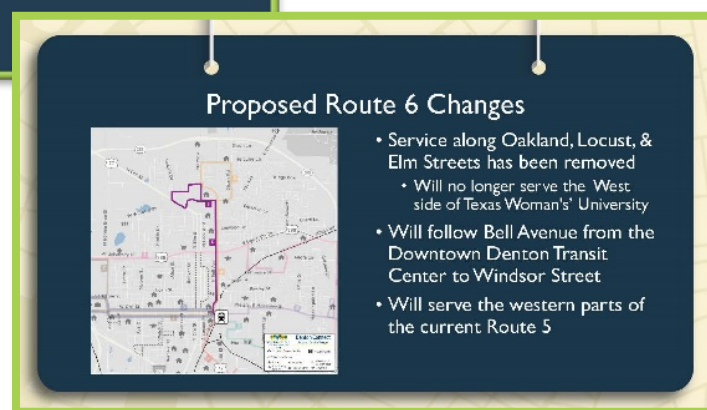 Proposed Route 6 Changes
• Service along Oakland, Locust, &
Elm Streets has been removed
• Will no longer serve the West
side of Texas Woman's' University
• Will follow Bell Avenue from the
Downtown Denton Transit
Center to Windsor Street
• Will serve the western parts of
the current Route 5